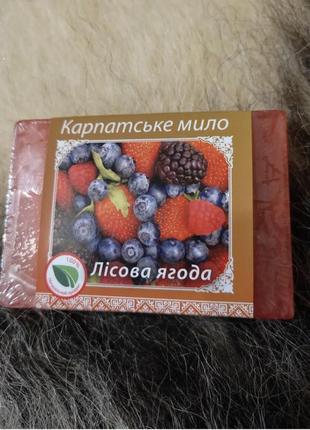 Карпатське мило
Лісова ягода